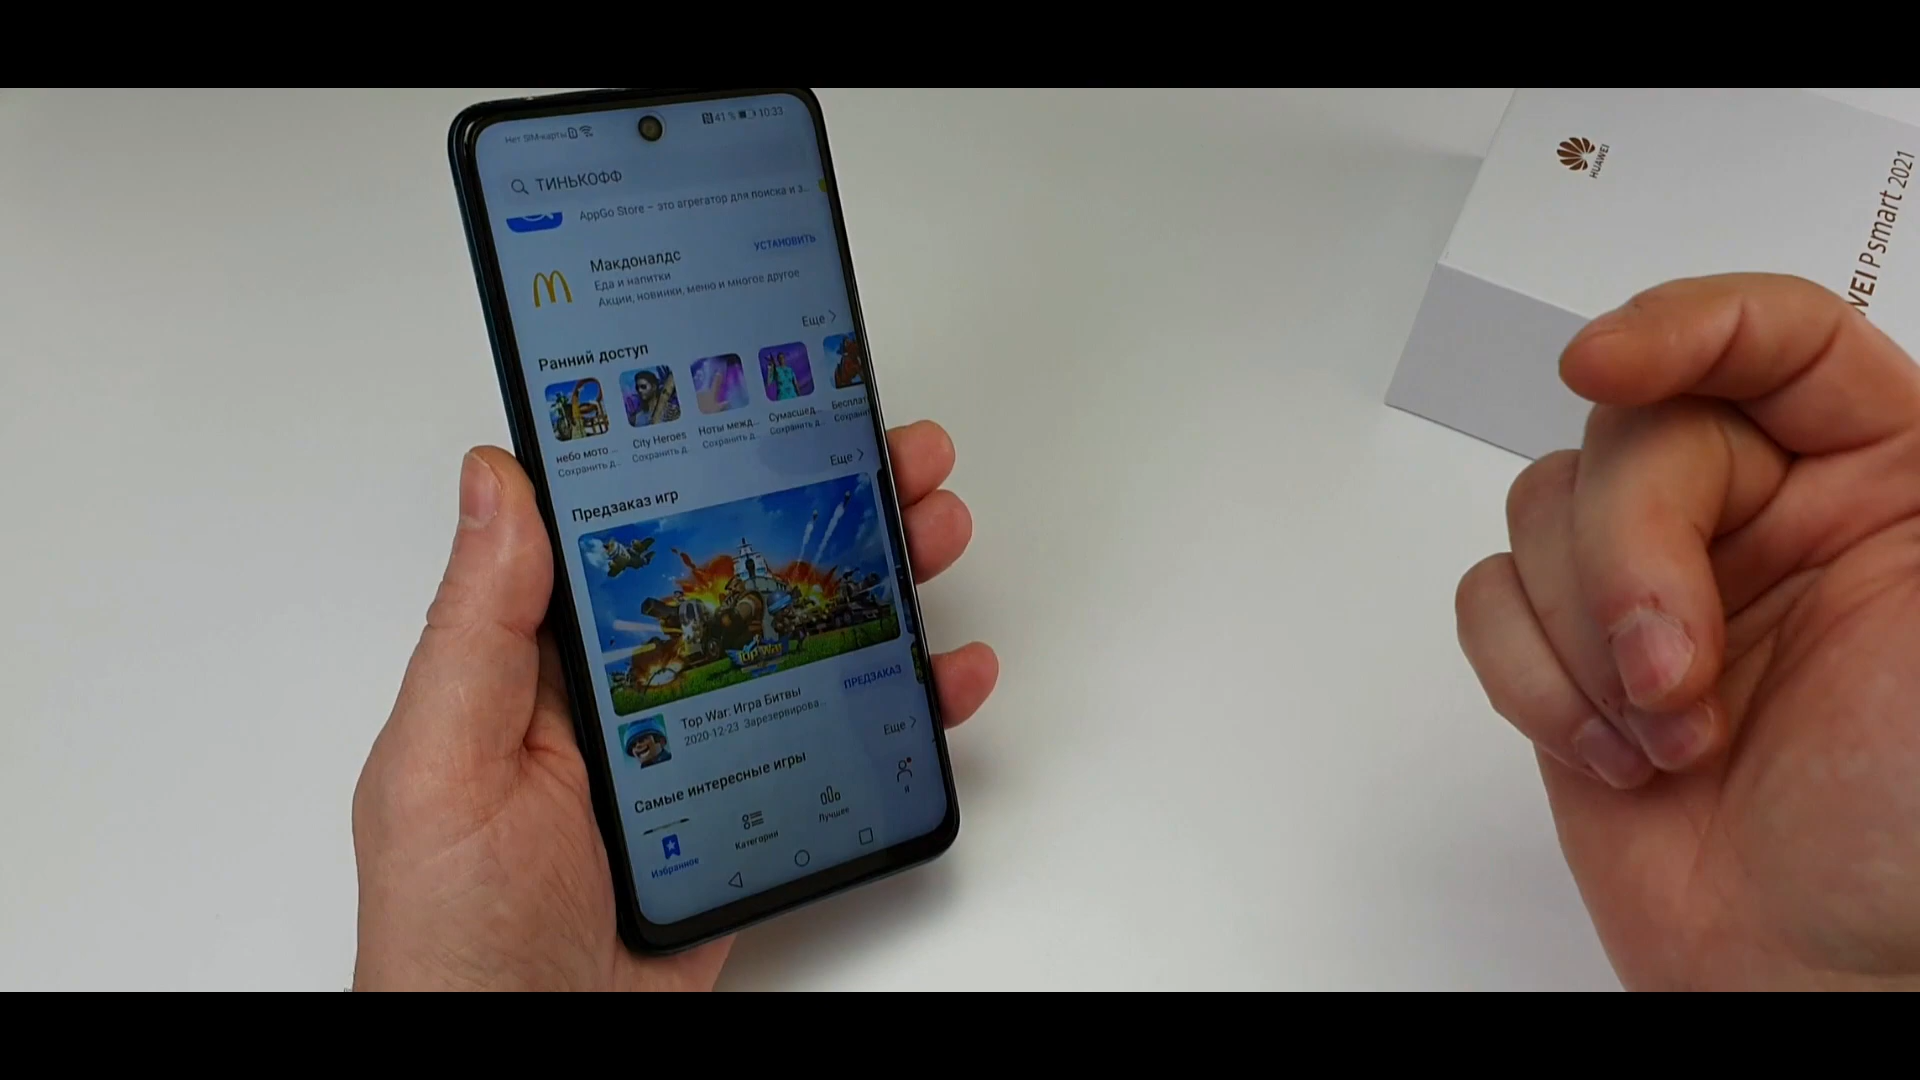 Нет SIM-карты 41 % 10:33
ТИНЬКОФФ
AppGo Store – это агрегатор для поиска и з...
Макдоналдс
УСТАНОВИТЬ
Еда и напитки
Акции, новинки, меню и многое другое
Еще
Ранний доступ
небо мото ...
Сохранить д...
City Heroes
Сохранить д...
Ноты межд...
Сохранить д...
Сумасшед...
Сохранить д...
Бесплат
Сохрани
Еще
Предзаказ игр
Top War
Top War: Игра Битвы
2020-12-23 Зарезервирова...
ПРЕДЗАКАЗ
Еще
Самые интересные игры
Избранное
Категории
Лучшее
Я
HUAWEI
WEI P smart 2021